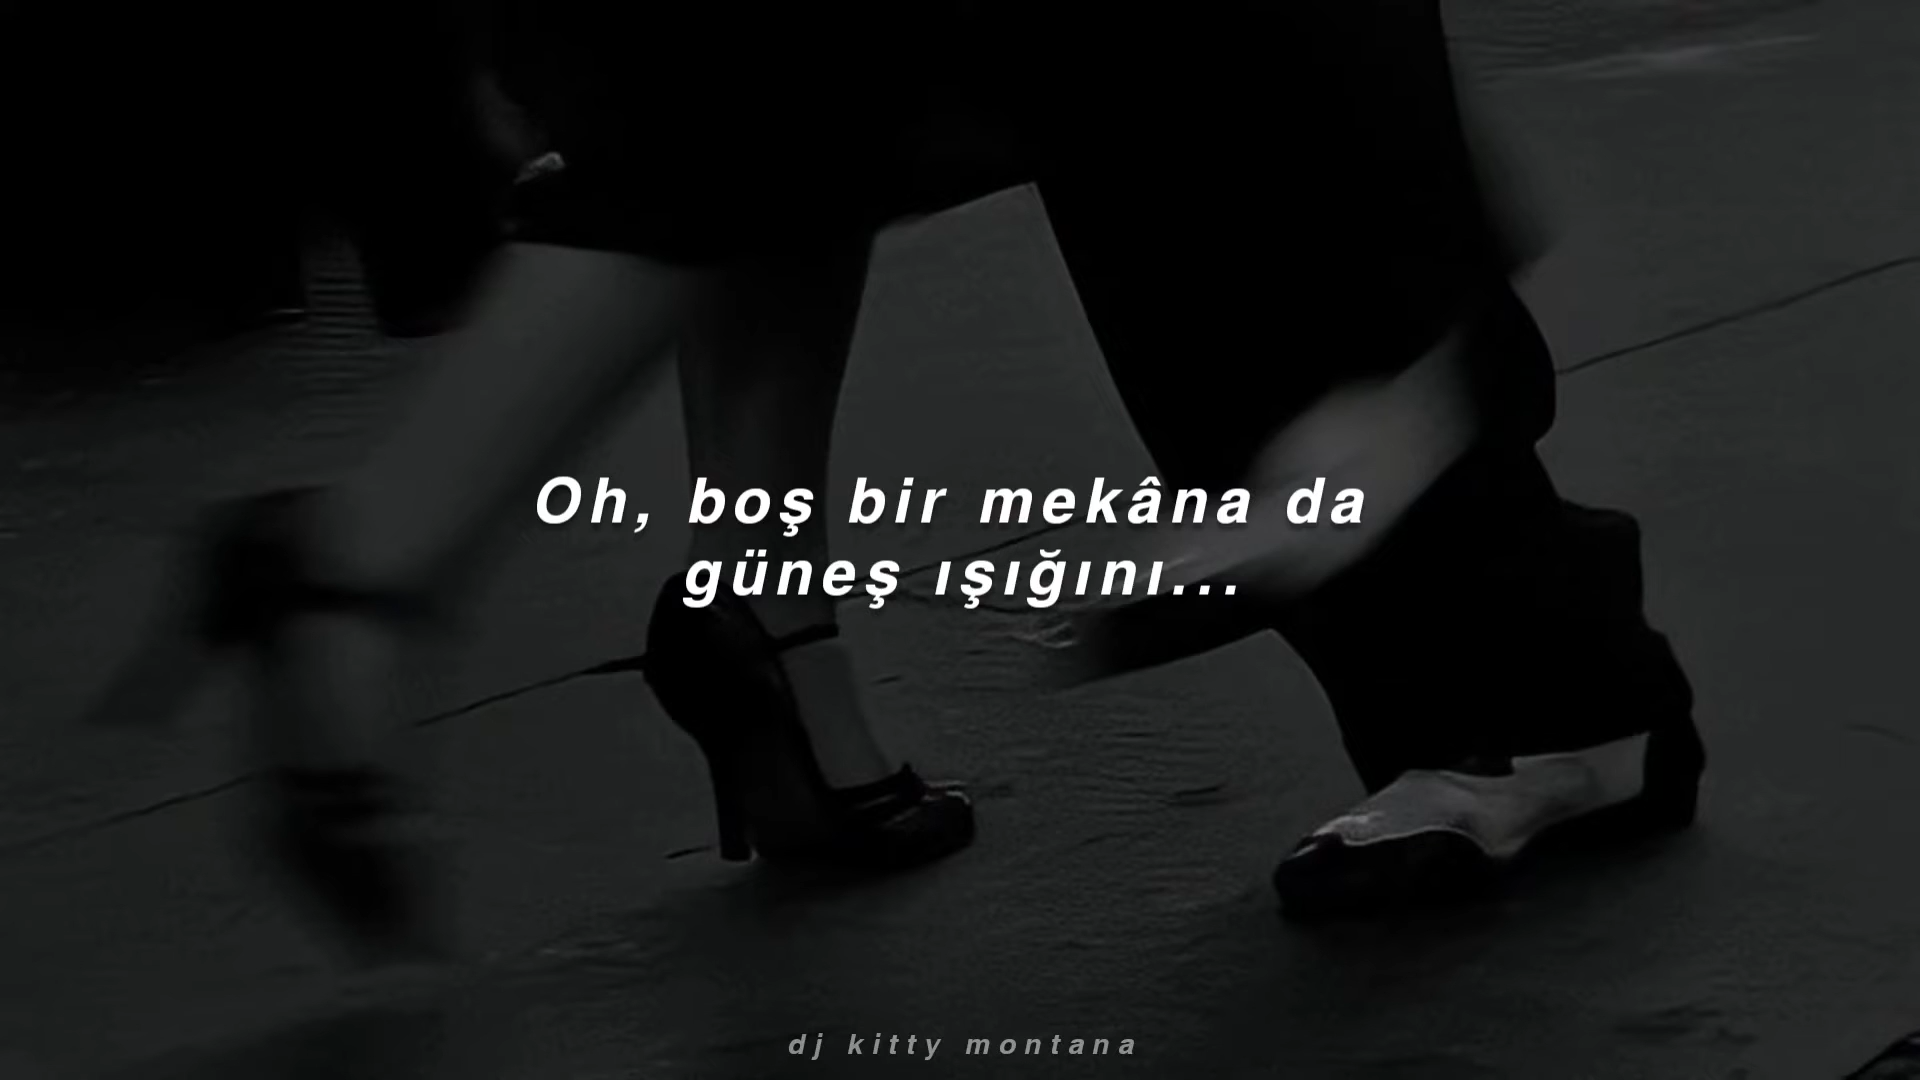 Oh, boş bir mekâna da
güneş ışığını...
dj kitty montana